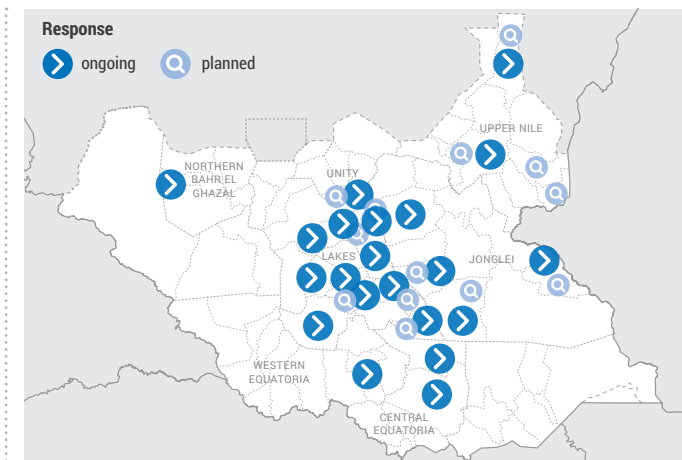 Response
ongoing
planned
UPPER NILE
NORTHERN
BAHR EL
GHAZAL
UNITY
LAKES
JONGLEI
WESTERN
EQUATORIA
CENTRAL
EQUATORIA